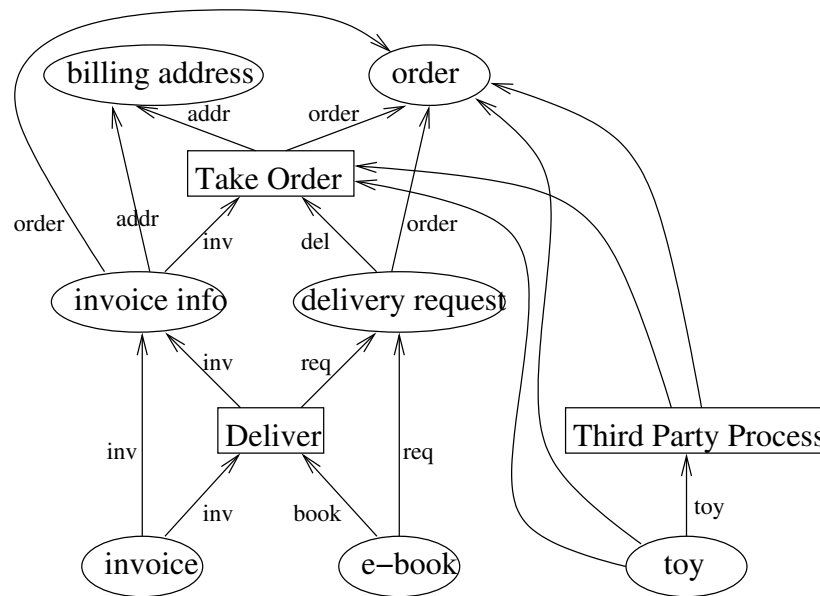 billing address
order
addr
order
Take Order
order
addr
inv
del
order
invoice info
delivery request
inv
req
Deliver
Third Party Process
inv
req
inv
book
toy
invoice
e−book
toy